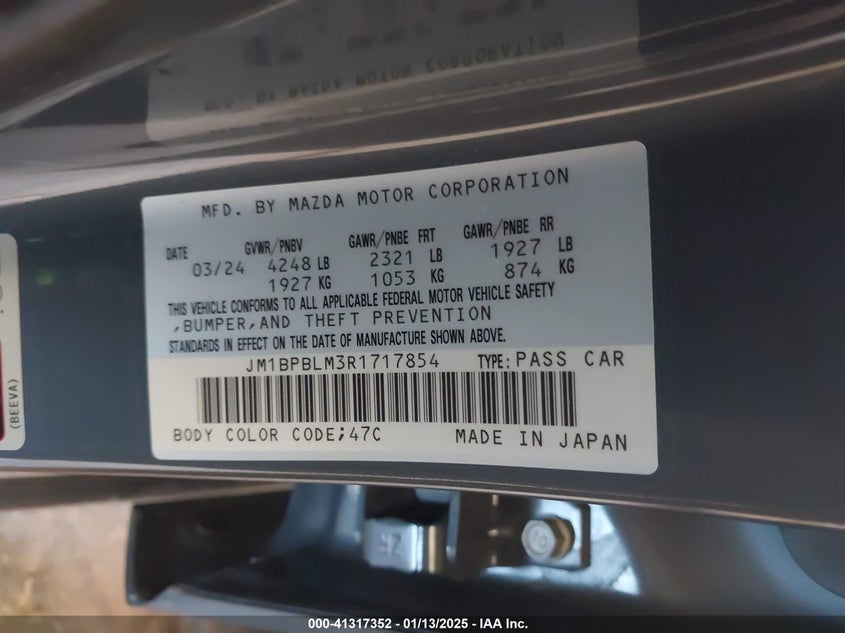 MFD. BY MAZDA MOTOR CORPORATION
DATE GVWR/PNBV GAWR/PNBE FRT GAWR/PNBE RR
03/24 4248 LB 2321 LB 1927 LB
1927 KG 1053 KG 874 KG
THIS VEHICLE CONFORMS TO ALL APPLICABLE FEDERAL MOTOR VEHICLE SAFETY
,BUMPER,AND THEFT PREVENTION
STANDARDS IN EFFECT ON THE DATE OF MANUFACTURE SHOWN ABOVE.
JM1BPBLM3R1717854 TYPE: PASS CAR
BODY COLOR CODE;47C MADE IN JAPAN
(BEEVA)
000-41317352 — 01/13/2025 — IAA Inc.